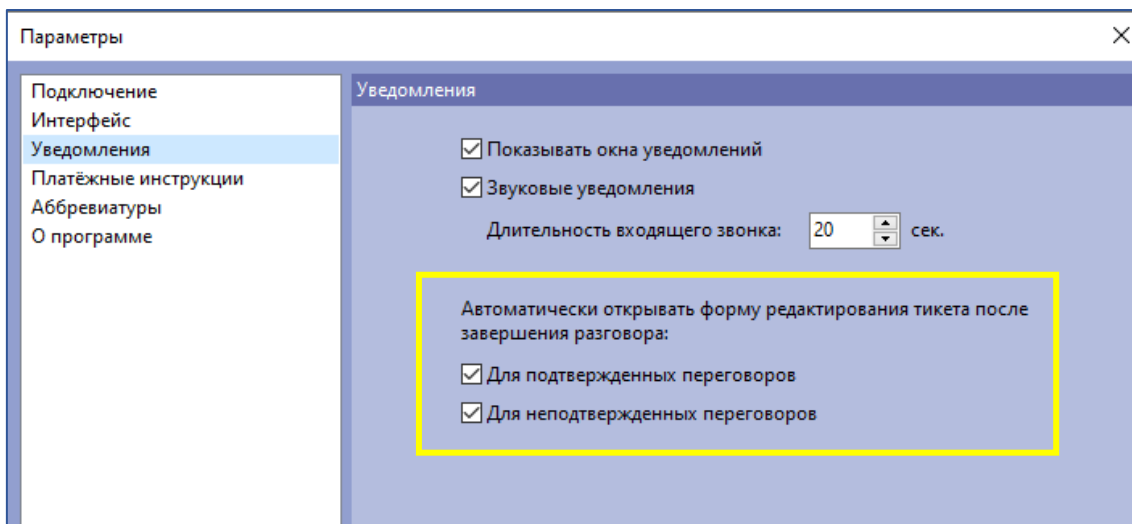 Параметры
Подключение
Интерфейс
Уведомления
Платёжные инструкции
Аббревиатуры
О программе
Уведомления
Показывать окна уведомлений
Звуковые уведомления
Длительность входящего звонка: 20 сек.
Автоматически открывать форму редактирования тикета после
завершения разговора:
Для подтвержденных переговоров
Для неподтвержденных переговоров